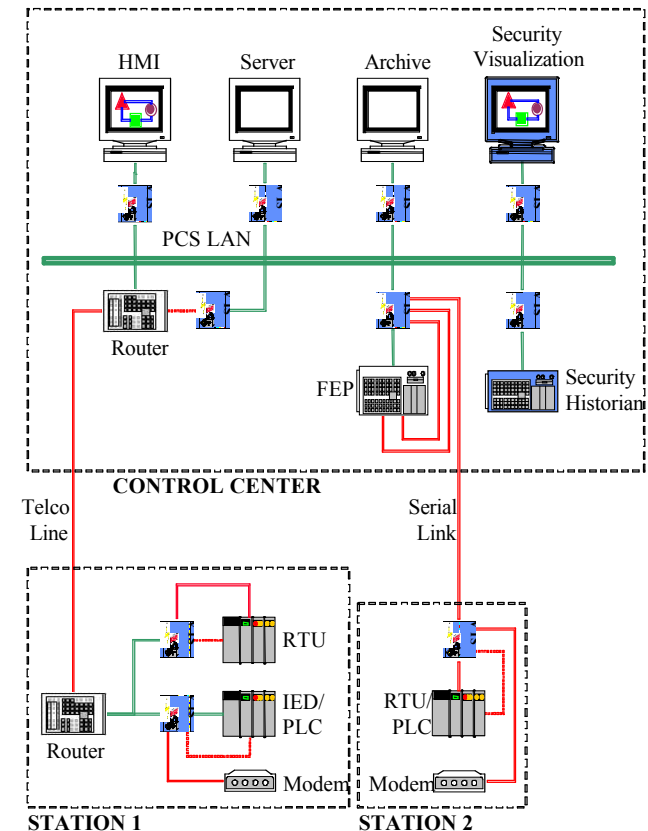 HMI
Server
Archive
Security
Visualization
PCS LAN
Router
FEP
Security
Historian
CONTROL CENTER
Telco
Line
Serial
Link
RTU
IED/
PLC
Router
Modem
STATION 1
RTU/
PLC
Modem
STATION 2